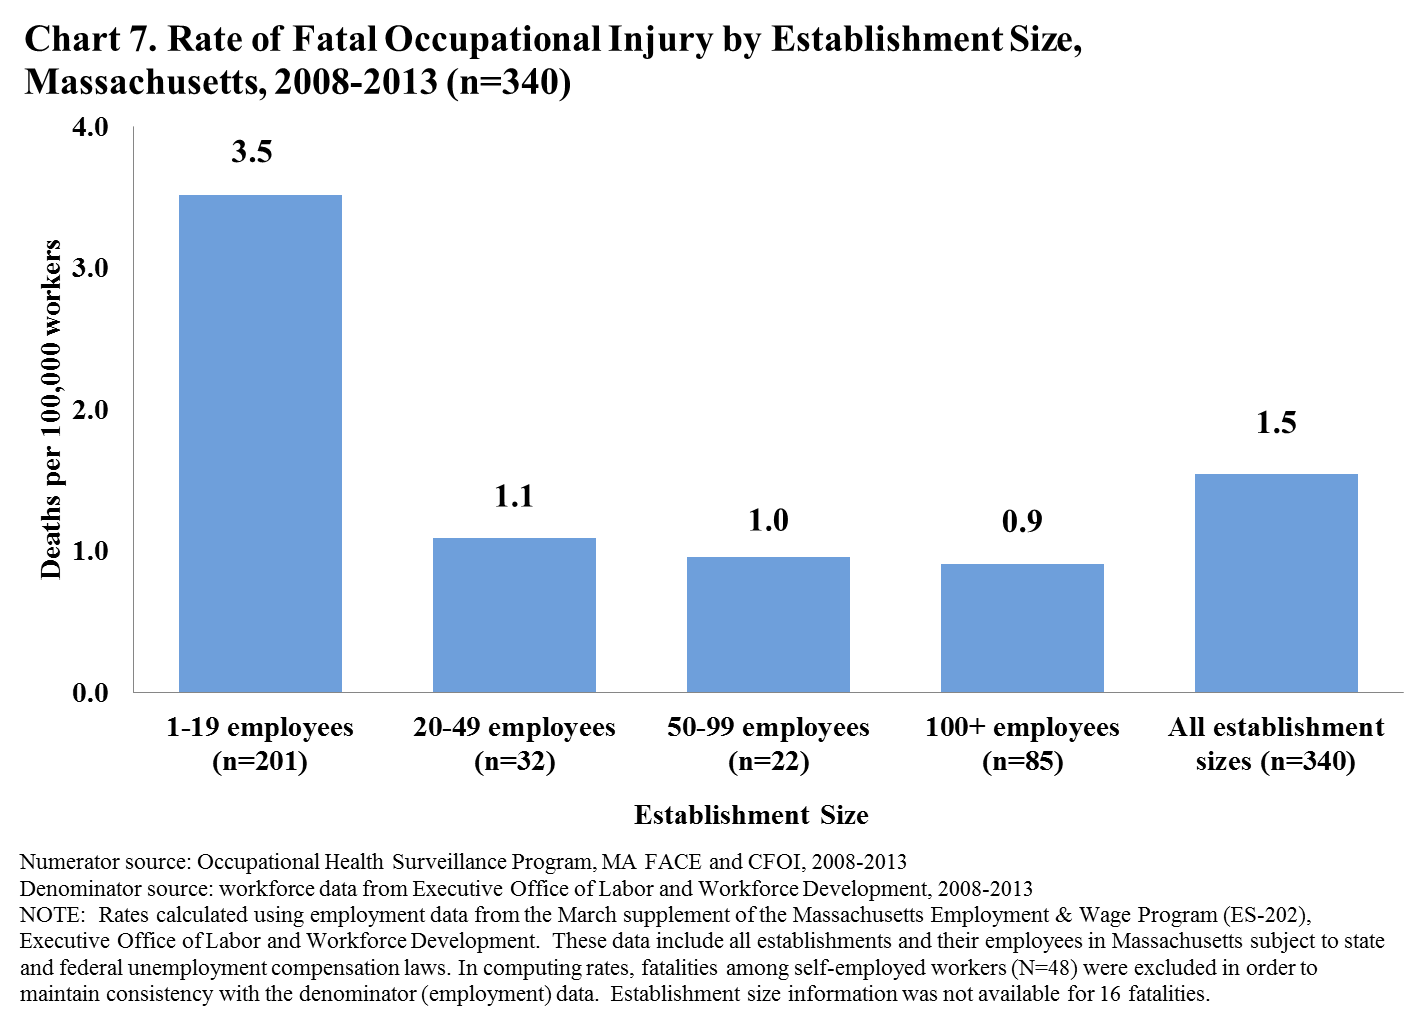 Chart 7. Rate of Fatal Occupational Injury by Establishment Size,
Massachusetts, 2008-2013 (n=340)
Deaths per 100,000 workers
4.0
3.0
2.0
1.0
0.0
3.5
1.1
1.0
0.9
1.5
1-19 employees
(n=201)
20-49 employees
(n=32)
50-99 employees
(n=22)
100+ employees
(n=85)
All establishment
sizes (n=340)
Establishment Size
Numerator source: Occupational Health Surveillance Program, MA FACE and CFOI, 2008-2013
Denominator source: workforce data from Executive Office of Labor and Workforce Development, 2008-2013
NOTE:  Rates calculated using employment data from the March supplement of the Massachusetts Employment & Wage Program (ES-202),
Executive Office of Labor and Workforce Development.  These data include all establishments and their employees in Massachusetts subject to state
and federal unemployment compensation laws. In computing rates, fatalities among self-employed workers (N=48) were excluded in order to
maintain consistency with the denominator (employment) data.  Establishment size information was not available for 16 fatalities.